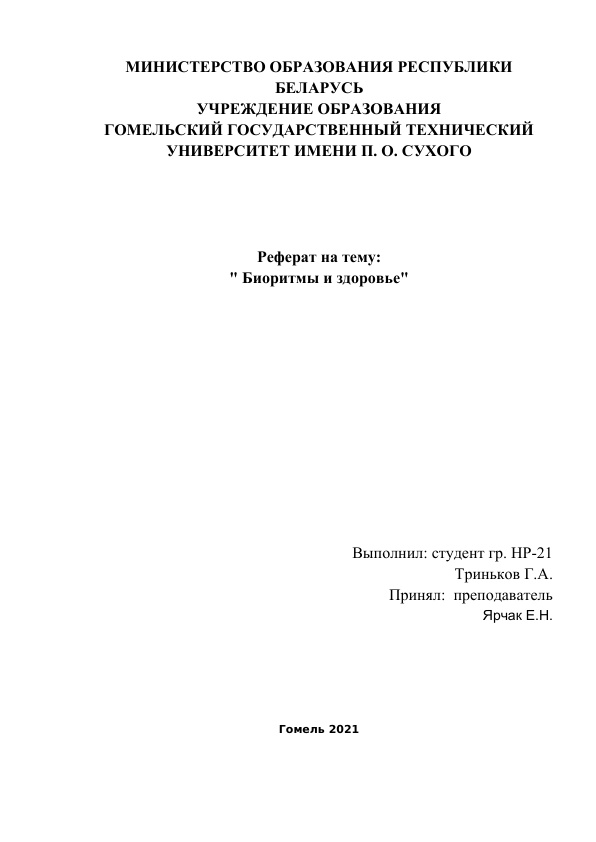 МИНИСТЕРСТВО ОБРАЗОВАНИЯ РЕСПУБЛИКИ
БЕЛАРУСЬ
УЧРЕЖДЕНИЕ ОБРАЗОВАНИЯ
ГОМЕЛЬСКИЙ ГОСУДАРСТВЕННЫЙ ТЕХНИЧЕСКИЙ
УНИВЕРСИТЕТ ИМЕНИ П. О. СУХОГО
Реферат на тему:
" Биоритмы и здоровье"
Выполнил: студент гр. НР-21
Триньков Г.А.
Принял:  преподаватель
Ярчак Е.Н.
Гомель 2021